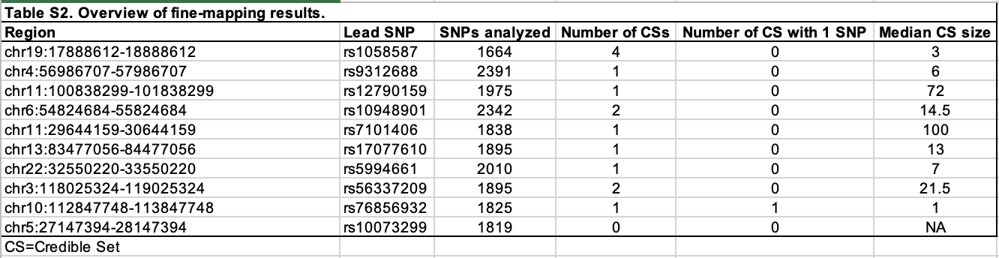 Table S2. Overview of fine-mapping results.
Region Lead SNP SNPs analyzed Number of CSs Number of CS with 1 SNP Median CS size
chr19:17888612-18888612 rs1058587 1664 4 0 3
chr4:56986707-57986707 rs9312688 2391 1 0 6
chr11:100838299-101838299 rs12790159 1975 1 0 72
chr6:54824684-55824684 rs10948901 2342 2 0 14.5
chr11:29644159-30644159 rs7101406 1838 1 0 100
chr13:83477056-84477056 rs17077610 1895 1 0 13
chr22:32550220-33550220 rs5994661 2010 1 0 7
chr3:118025324-119025324 rs56337209 1895 2 0 21.5
chr10:112847748-113847748 rs76856932 1825 1 1 1
chr5:27147394-28147394 rs10073299 1819 0 0 NA
CS=Credible Set